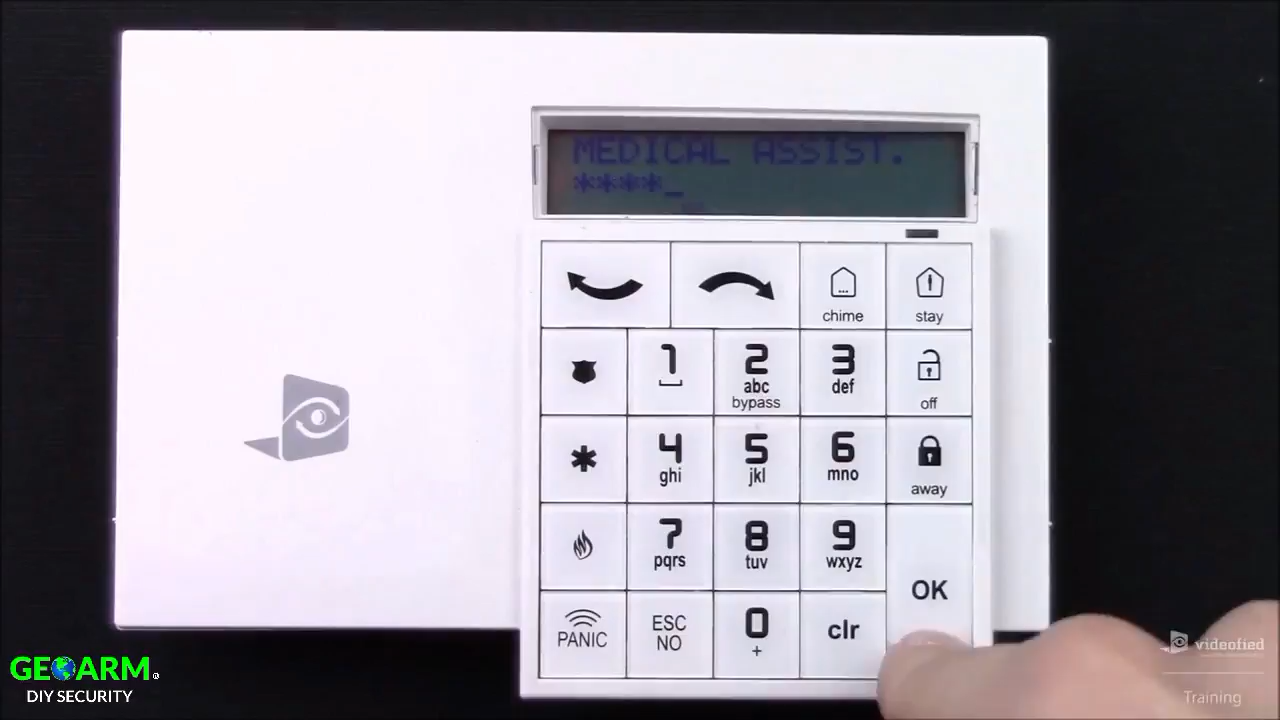 MEDICAL ASSIST.
****_
chime
stay
1
2
abc
bypass
3
def
off
*
4
ghi
5
jkl
6
mno
away
7
pqrs
8
tuv
9
wxyz
OK
PANIC
ESC
NO
0
+
clr
GEOARM®
DIY SECURITY
videofied
Training